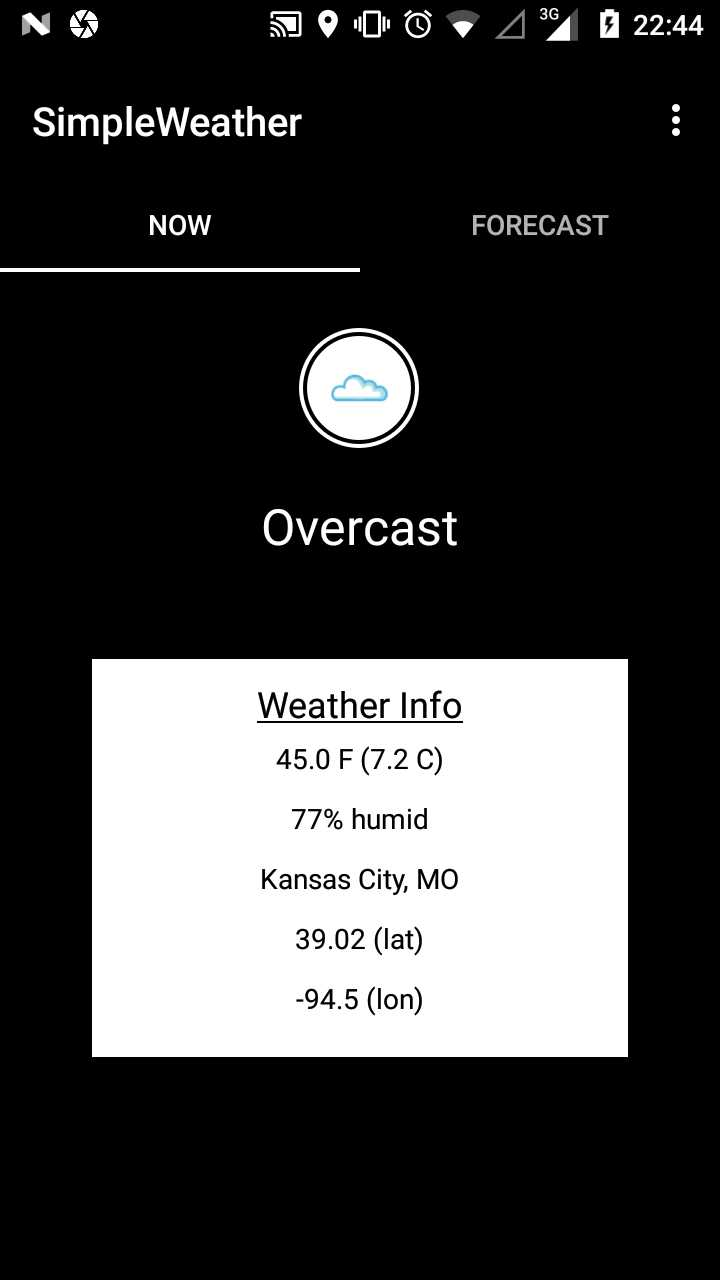 3G 22:44
SimpleWeather
NOW FORECAST
Overcast
Weather Info
45.0 F (7.2 C)
77% humid
Kansas City, MO
39.02 (lat)
-94.5 (lon)